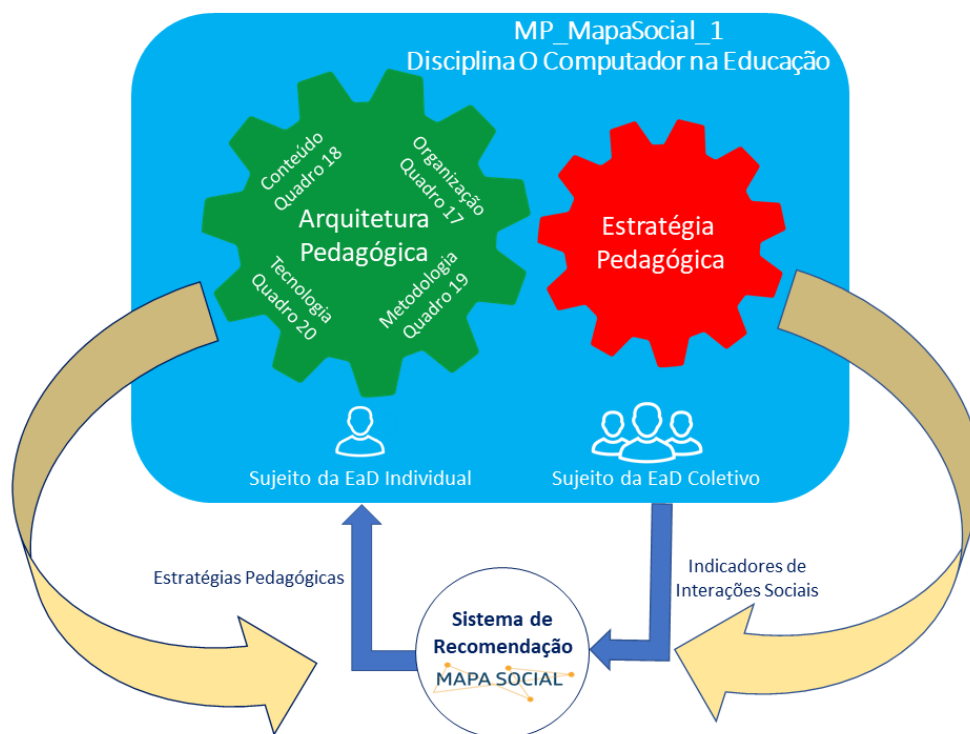 MP_MapaSocial_1
Disciplina O Computador na Educação
Conteúdo
Quadro 18
Organização
Quadro 17
Arquitetura
Pedagógica
Tecnologia
Quadro 20
Metodologia
Quadro 19
Estratégia
Pedagógica
Sujeito da EaD Individual
Sujeito da EaD Coletivo
Estratégias Pedagógicas
Indicadores de
Interações Sociais
Sistema de
Recomendação
MAPA SOCIAL